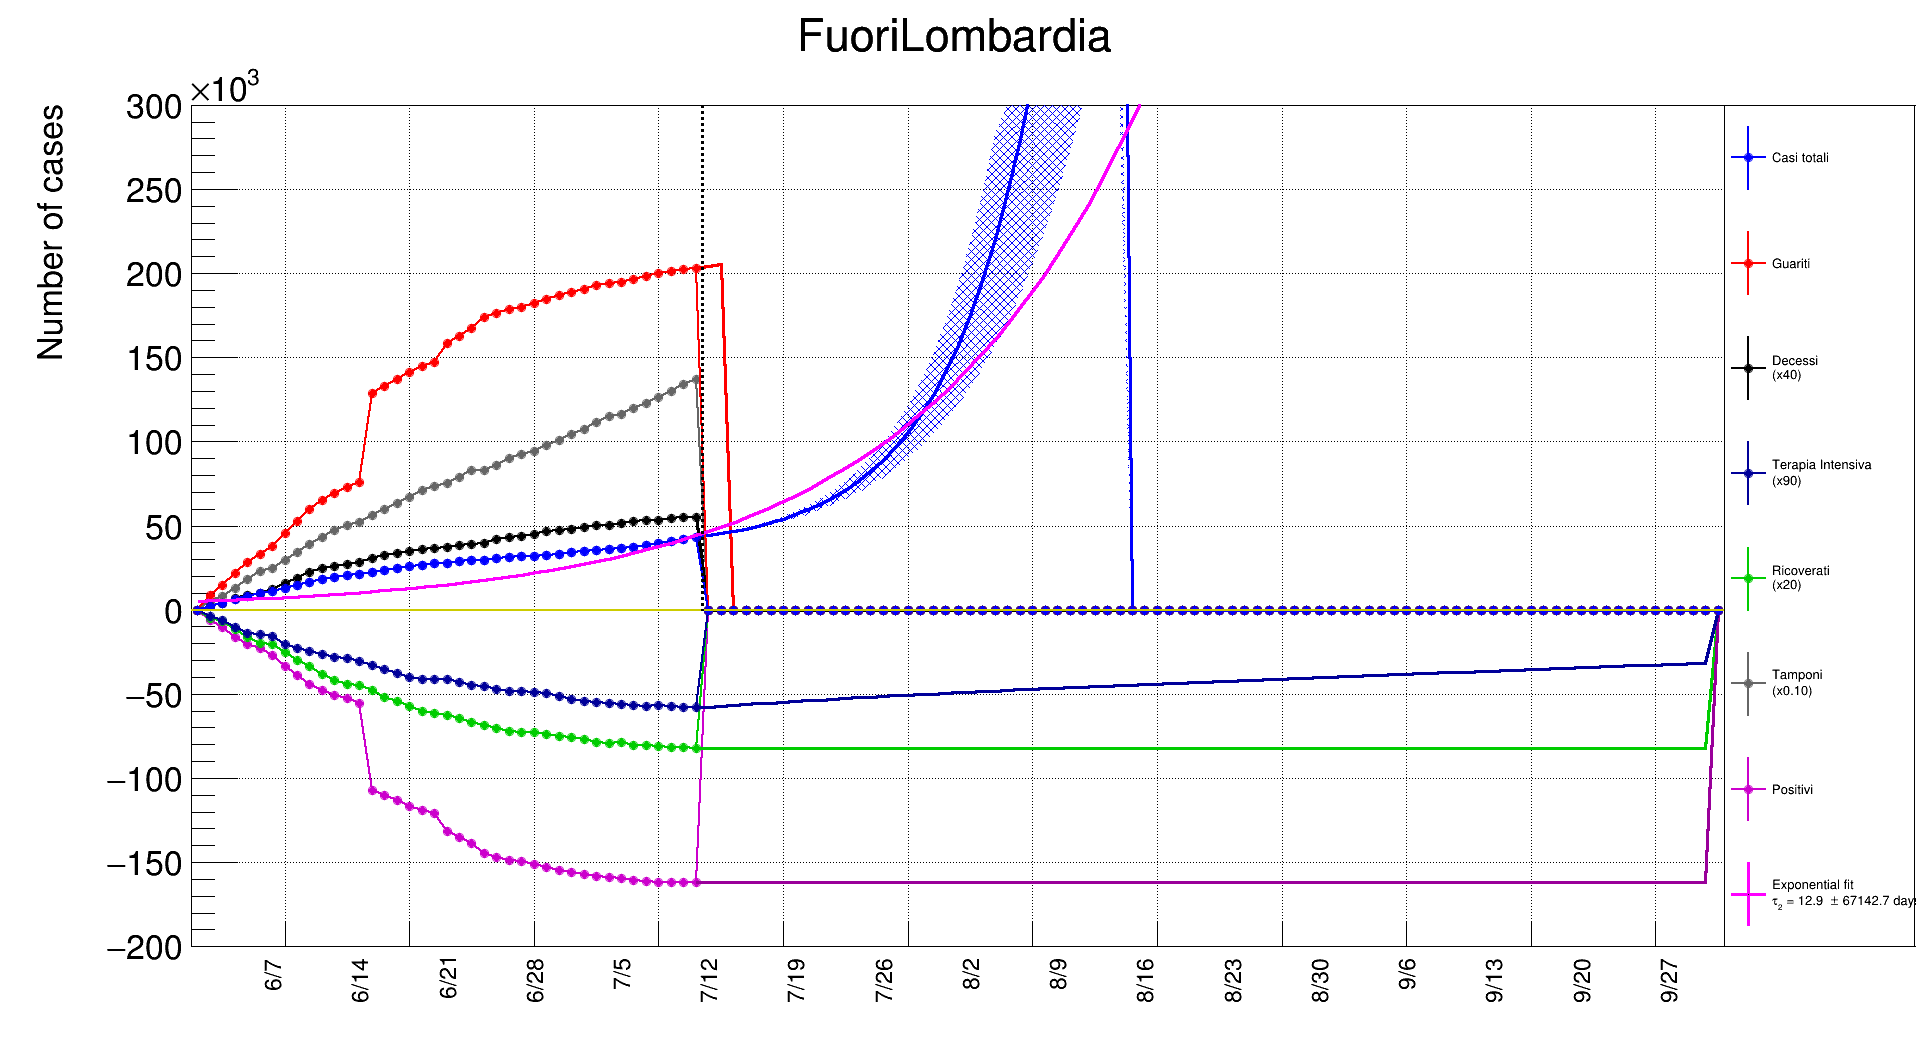 FuoriLombardia
×10³
Number of cases
300
250
200
150
100
50
0
−50
−100
−150
−200
6/7
6/14
6/21
6/28
7/5
7/12
7/19
7/26
8/2
8/9
8/16
8/23
8/30
9/6
9/13
9/20
9/27
Casi totali
Guariti
Decessi
(x40)
Terapia Intensiva
(x90)
Ricoverati
(x20)
Tamponi
(x0.10)
Positivi
Exponential fit
τ₂ = 12.9 ± 67142.7 days